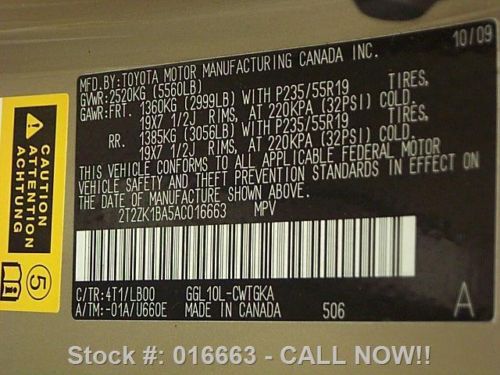 10/09
MFD.BY:TOYOTA MOTOR MANUFACTURING CANADA INC.
GVWR:2520KG (5560LB)
GAWR:FRT. 1360KG (2999LB) WITH P235/55R19 TIRES,
19X7 1/2J RIMS, AT 220KPA (32PSI) COLD.
RR. 1385KG (3056LB) WITH P235/55R19 TIRES,
19X7 1/2J RIMS, AT 220KPA (32PSI) COLD.
THIS VEHICLE CONFORMS TO ALL APPLICABLE FEDERAL MOTOR
VEHICLE SAFETY AND THEFT PREVENTION STANDARDS IN EFFECT ON
THE DATE OF MANUFACTURE SHOWN ABOVE.
2T2ZK1BA5AC016663 MPV
C/TR:4T1/LB00 GGL10L-CWTGKA
A/TM:-01A/U660E MADE IN CANADA 506 A
CAUTION
ATTENTION
ACHTUNG
5
Stock #: 016663 - CALL NOW!!